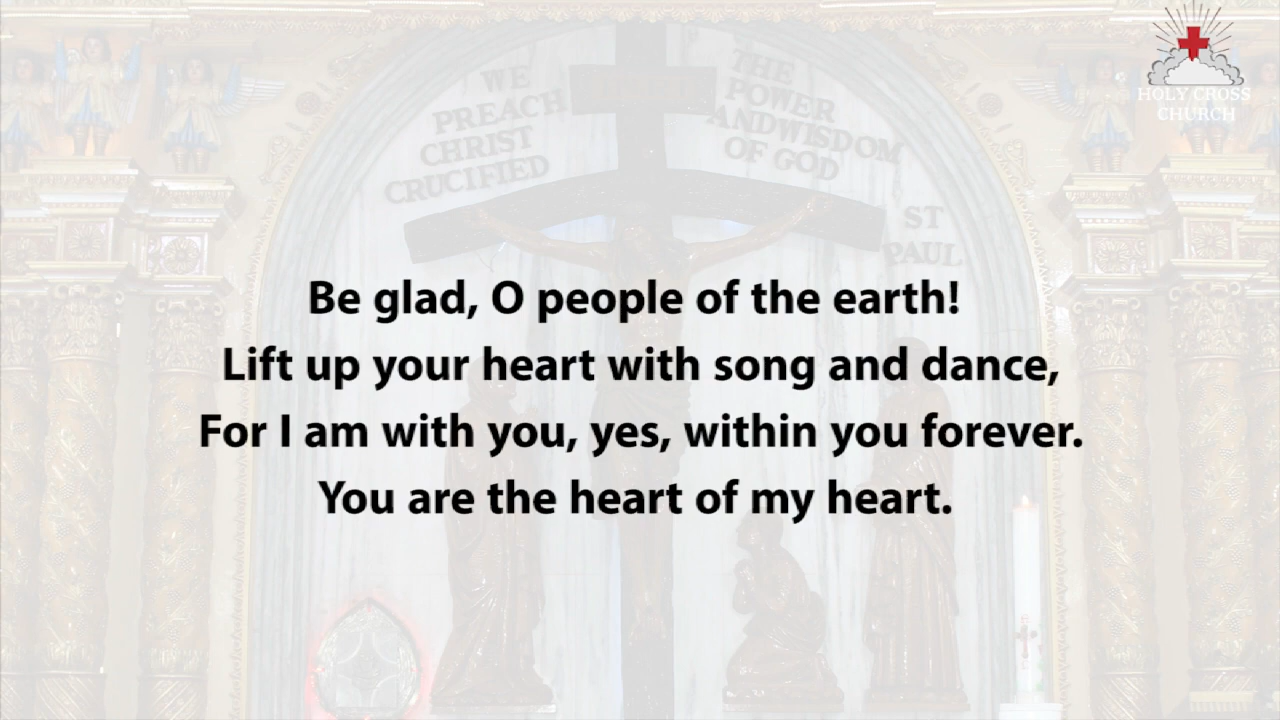 WE
PREACH
CHRIST
CRUCIFIED
THE
POWER
ANDWISDOM
OF GOD
ST
PAUL
HOLY CROSS
CHURCH
Be glad, O people of the earth!
Lift up your heart with song and dance,
For I am with you, yes, within you forever.
You are the heart of my heart.